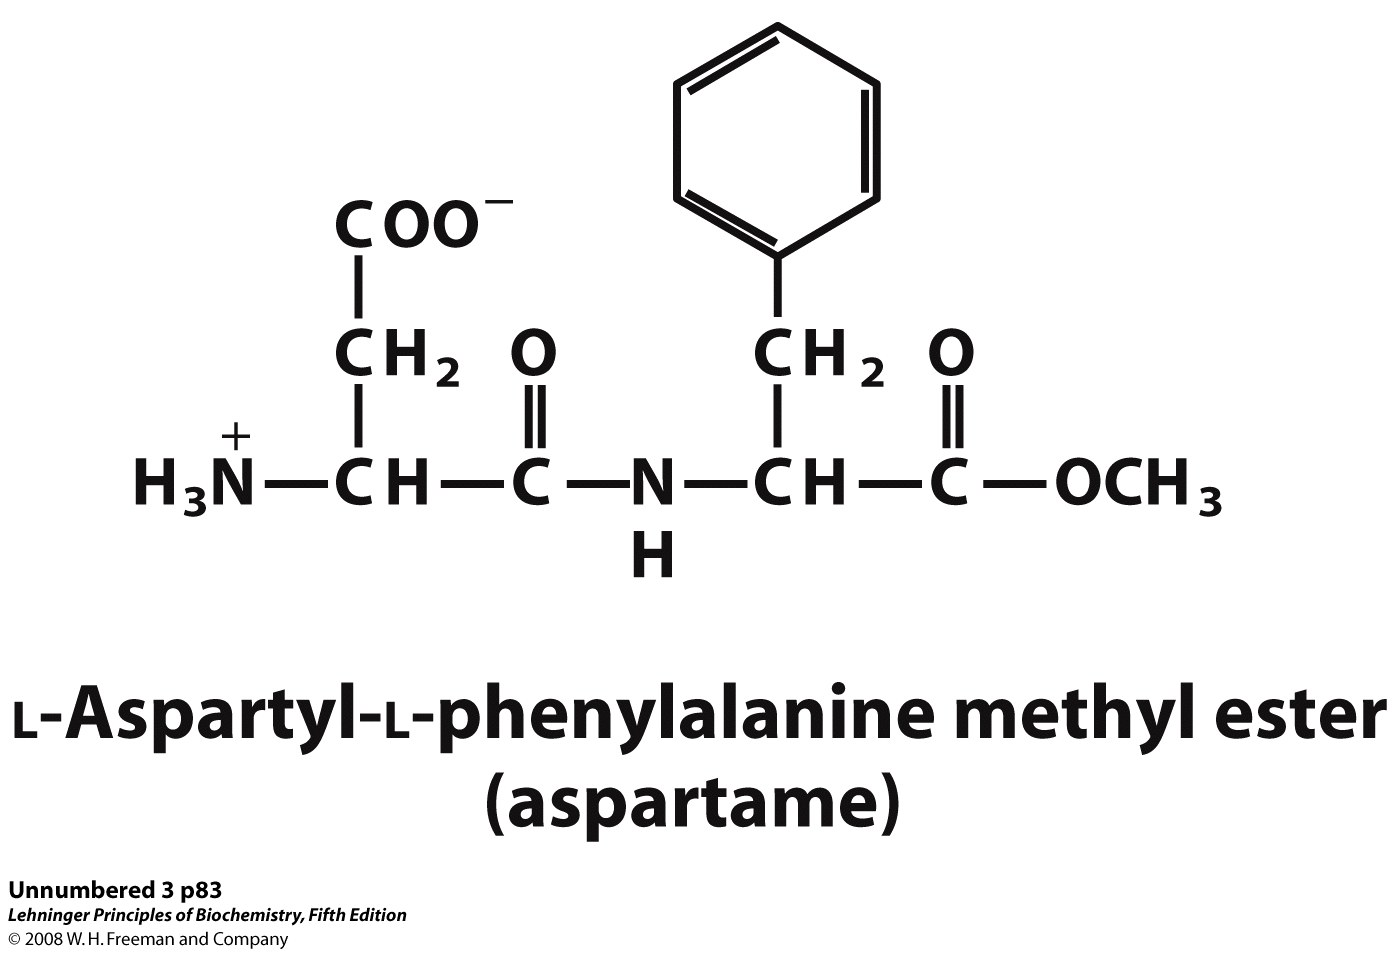 COO⁻
CH₂ O CH₂ O
+
H₃N—CH—C—N—CH—C—OCH₃
H
L-Aspartyl-L-phenylalanine methyl ester
(aspartame)
Unnumbered 3 p83
Lehninger Principles of Biochemistry, Fifth Edition
© 2008 W. H. Freeman and Company